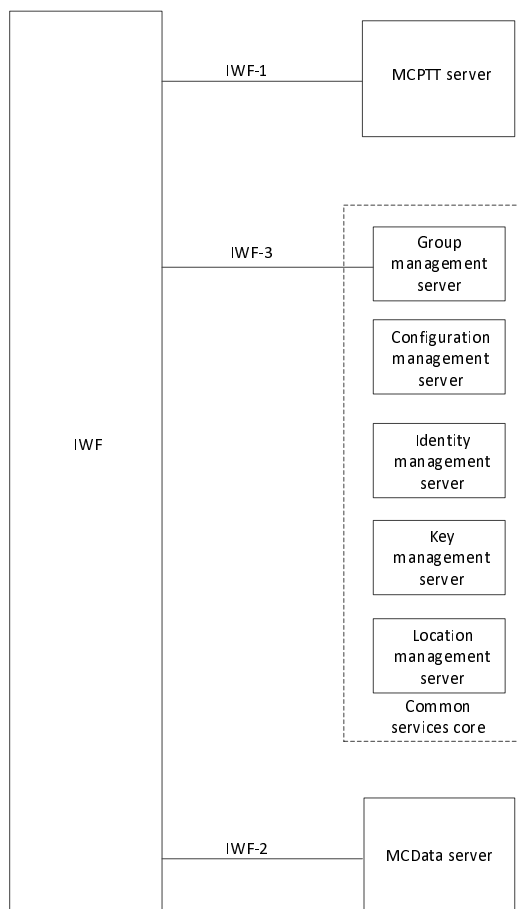 IWF-1
MCPTT server
Group
management
server
IWF-3
Configuration
management
server
IWF
Identity
management
server
Key
management
server
Location
management
server
Common
services core
IWF-2
MCData server